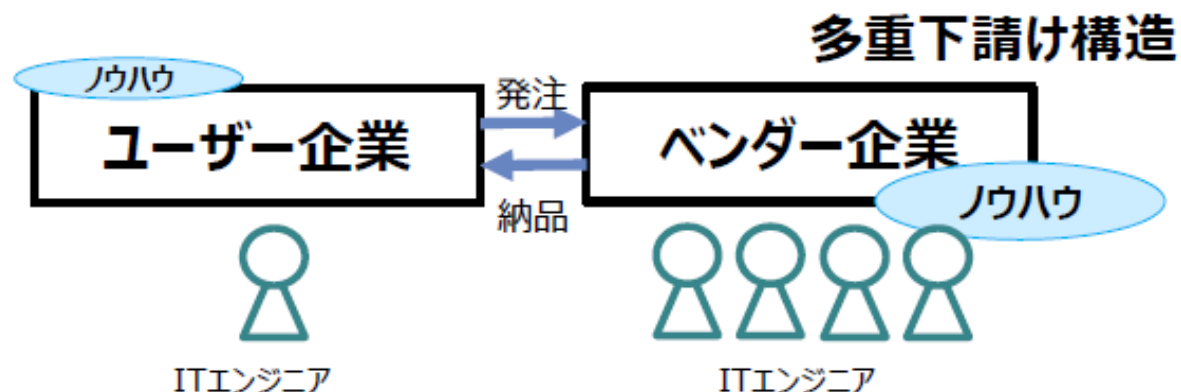 多重下請け構造
ノウハウ
ユーザー企業
発注
納品
ベンダー企業
ノウハウ
ITエンジニア
ITエンジニア